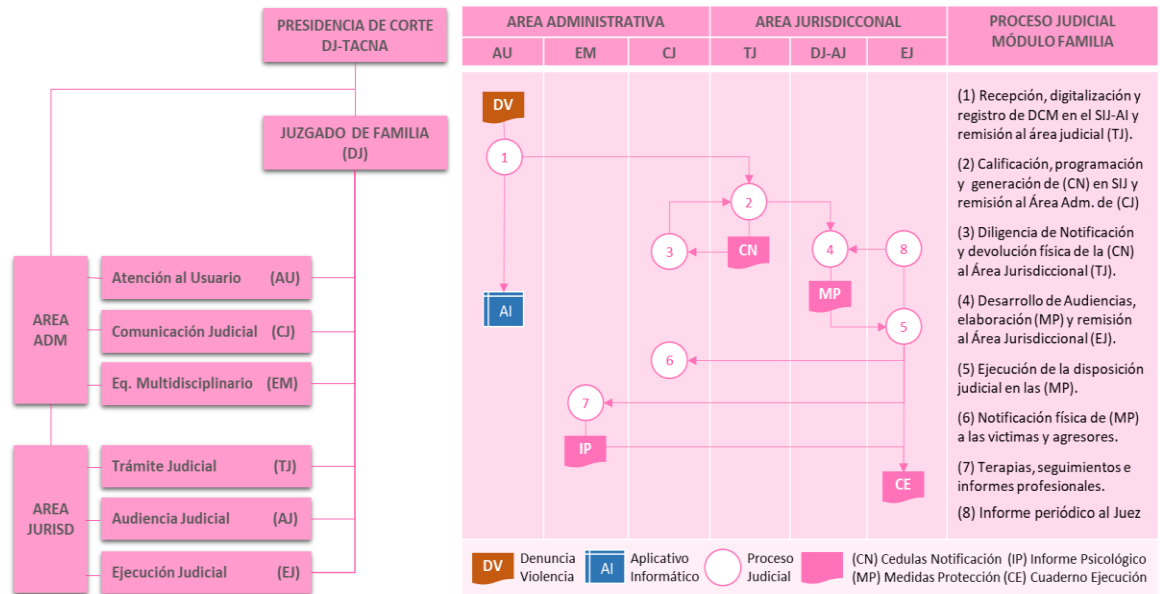 PRESIDENCIA DE CORTE
DJ-TACNA
JUZGADO DE FAMILIA
(DJ)
AREA
ADM
Atención al Usuario (AU)
Comunicación Judicial (CJ)
Eq. Multidisciplinario (EM)
AREA
JURISD
Trámite Judicial (TJ)
Audiencia Judicial (AJ)
Ejecución Judicial (EJ)
AREA ADMINISTRATIVA
AREA JURISDICCONAL
PROCESO JUDICIAL
MÓDULO FAMILIA
AU
EM
CJ
TJ
DJ-AJ
EJ
DV
1
2
3
CN
4
8
MP
AI
5
6
7
IP
CE
(1) Recepción, digitalización y
registro de DCM en el SIJ-AI y
remisión al área judicial (TJ).
(2) Calificación, programación
y generación de (CN) en SIJ y
remisión al Área Adm. de (CJ)
(3) Diligencia de Notificación
y devolución física de la (CN)
al Área Jurisdiccional (TJ).
(4) Desarrollo de Audiencias,
elaboración (MP) y remisión
al Área Jurisdiccional (EJ).
(5) Ejecución de la disposición
judicial en las (MP).
(6) Notificación física de (MP)
a las victimas y agresores.
(7) Terapias, seguimientos e
informes profesionales.
(8) Informe periódico al Juez
DV
Denuncia
Violencia
AI
Aplicativo
Informático
Proceso
Judicial
(CN) Cedulas Notificación (IP) Informe Psicológico
(MP) Medidas Protección (CE) Cuaderno Ejecución